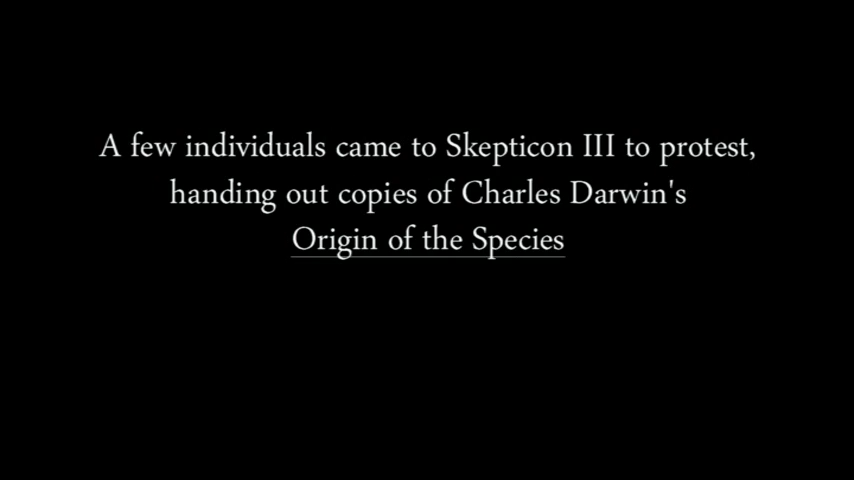 A few individuals came to Skepticon III to protest,
handing out copies of Charles Darwin's
Origin of the Species